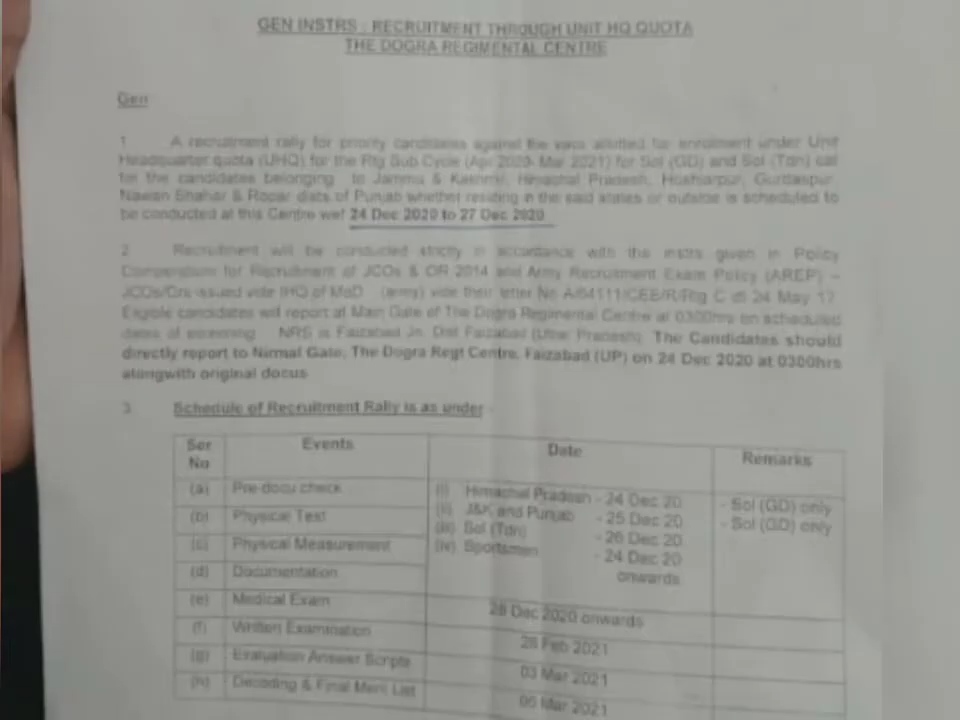 GEN INSTRS : RECRUITMENT THROUGH UNIT HQ QUOTA
THE DOGRA REGIMENTAL CENTRE
Gen
1. A recruitment rally for priority candidates against the vacs allotted for enrolment under Unit
Headquarter quota (UHQ) for the Rtg Sub Cycle (Apr 2020- Mar 2021) for Sol (GD) and Sol (Tdn) cat
for the candidates belonging to Jammu & Kashmir, Himachal Pradesh, Hoshiarpur, Gurdaspur,
Nawan Shahar & Ropar dists of Punjab whether residing in the said states or outside is scheduled to
be conducted at this Centre wef 24 Dec 2020 to 27 Dec 2020
2. Recruitment will be conducted strictly in accordance with the instrs given in Policy
Compendium for Recruitment of JCOs & OR 2014 and Army Recruitment Exam Policy (AREP) –
JCOs/Ors issued vide IHQ of MoD (army) vide their letter No A/64111/CEE/R/Rtg C dt 24 May 17.
Eligible candidates will report at Main Gate of The Dogra Regimental Centre at 0300hrs on scheduled
dates of screening. NRS is Faizabad Jn, Dist Faizabad (Uttar Pradesh). The Candidates should
directly report to Nirmal Gate, The Dogra Regt Centre, Faizabad (UP) on 24 Dec 2020 at 0300hrs
alongwith original docus
3. Schedule of Recruitment Rally is as under -
Ser No Events Date Remarks
(a) Pre-docu check (i) Himachal Pradesh - 24 Dec 20 - Sol (GD) only
(b) Physical Test (ii) J&K and Punjab - 25 Dec 20 - Sol (GD) only
(c) Physical Measurement (iii) Sol (Tdn) - 26 Dec 20
(d) Documentation (iv) Sportsmen - 24 Dec 20
onwards
(e) Medical Exam 28 Dec 2020 onwards
(f) Written Examination 28 Feb 2021
(g) Evaluation Answer Scripts 03 Mar 2021
(h) Decoding & Final Merit List 05 Mar 2021